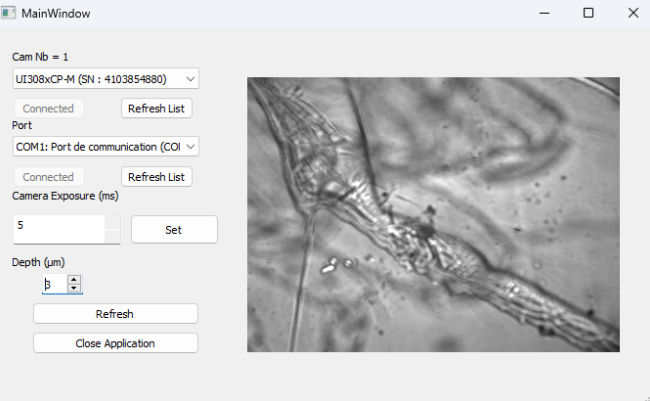 MainWindow
Cam Nb = 1
UI308xCP-M (SN : 4103854880)
Connected
Refresh List
Port
COM1: Port de communication (COI
Connected
Refresh List
Camera Exposure (ms)
5
Set
Depth (µm)
3
Refresh
Close Application